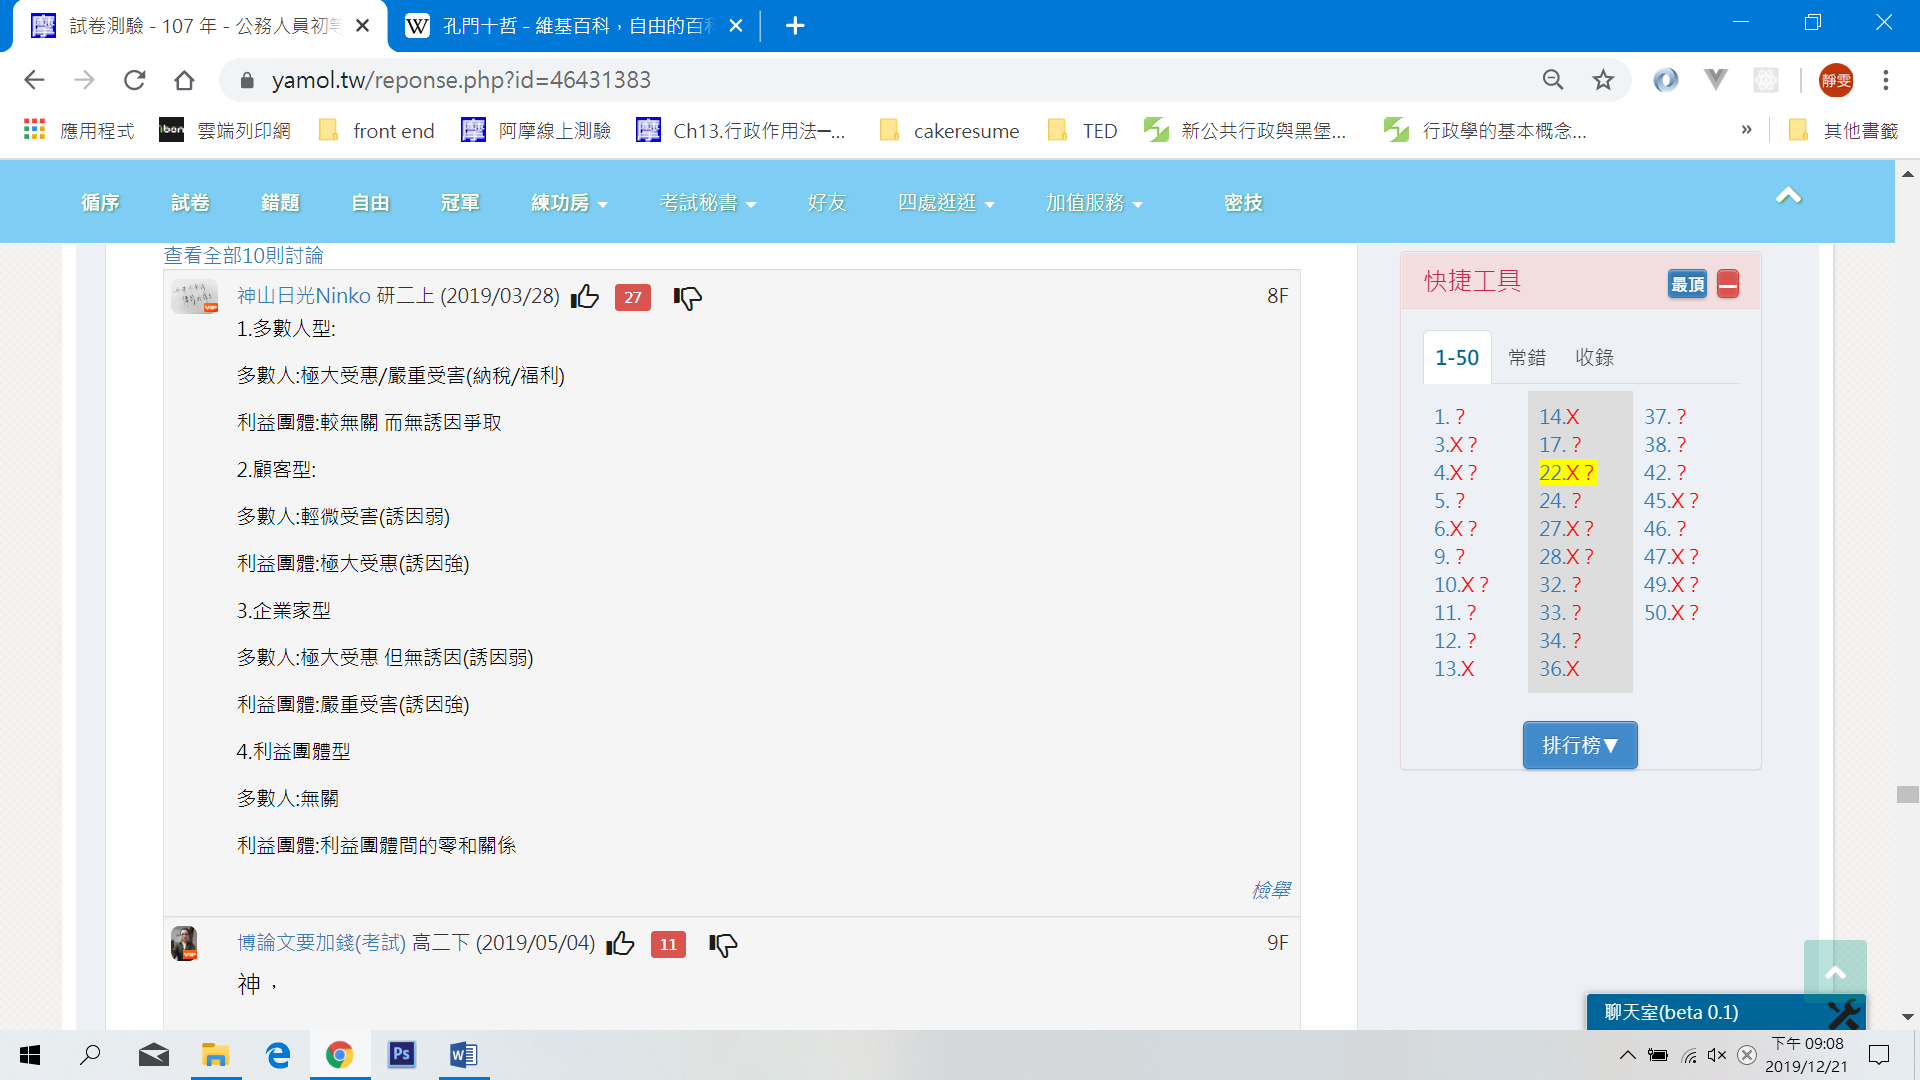 試卷測驗 - 107 年 - 公務人員初等
孔門十哲 - 維基百科，自由的百科
yamol.tw/reponse.php?id=46431383
靜雯
應用程式
ibon
雲端列印網
front end
阿摩線上測驗
Ch13.行政作用法─...
cakeresume
TED
新公共行政與黑堡...
行政學的基本概念...
»
其他書籤
循序 試卷 錯題 自由 冠軍 練功房 考試秘書 好友 四處逛逛 加值服務 密技
查看全部10則討論
神山日光Ninko 研二上 (2019/03/28) 27 8F
1.多數人型:
多數人:極大受惠/嚴重受害(納稅/福利)
利益團體:較無關 而無誘因爭取
2.顧客型:
多數人:輕微受害(誘因弱)
利益團體:極大受惠(誘因強)
3.企業家型
多數人:極大受惠 但無誘因(誘因弱)
利益團體:嚴重受害(誘因強)
4.利益團體型
多數人:無關
利益團體:利益團體間的零和關係
檢舉
博論文要加錢(考試) 高二下 (2019/05/04) 11 9F
神，
快捷工具 最頂
1-50 常錯 收錄
1. ? 14.X 37. ?
3.X ? 17. ? 38. ?
4.X ? 22.X ? 42. ?
5. ? 24. ? 45.X ?
6.X ? 27.X ? 46. ?
9. ? 28.X ? 47.X ?
10.X ? 32. ? 49.X ?
11. ? 33. ? 50.X ?
12. ? 34. ?
13.X 36.X
排行榜▼
聊天室(beta 0.1)
Ps
下午 09:08
2019/12/21